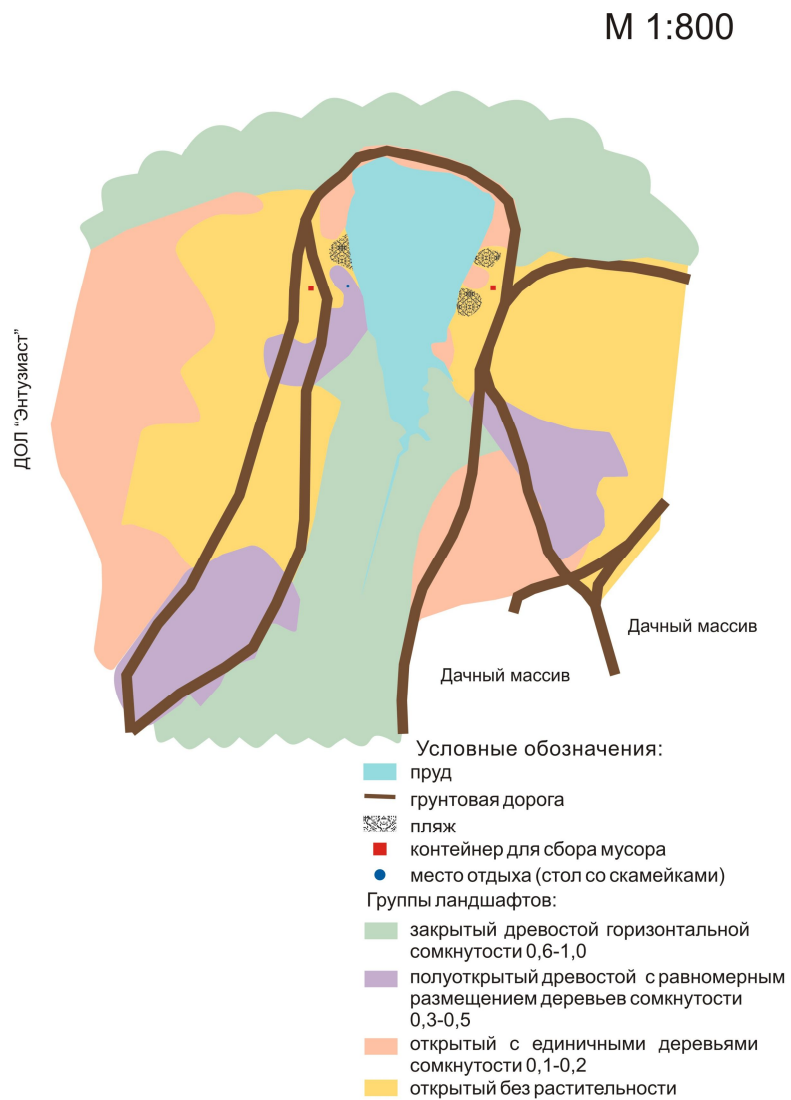 М 1:800
ДОЛ "Энтузиаст"
Дачный массив
Дачный массив
Условные обозначения:
пруд
грунтовая дорога
пляж
контейнер для сбора мусора
место отдыха (стол со скамейками)
Группы ландшафтов:
закрытый древостой горизонтальной
сомкнутости 0,6-1,0
полуоткрытый древостой с равномерным
размещением деревьев сомкнутости
0,3-0,5
открытый с единичными деревьями
сомкнутости 0,1-0,2
открытый без растительности